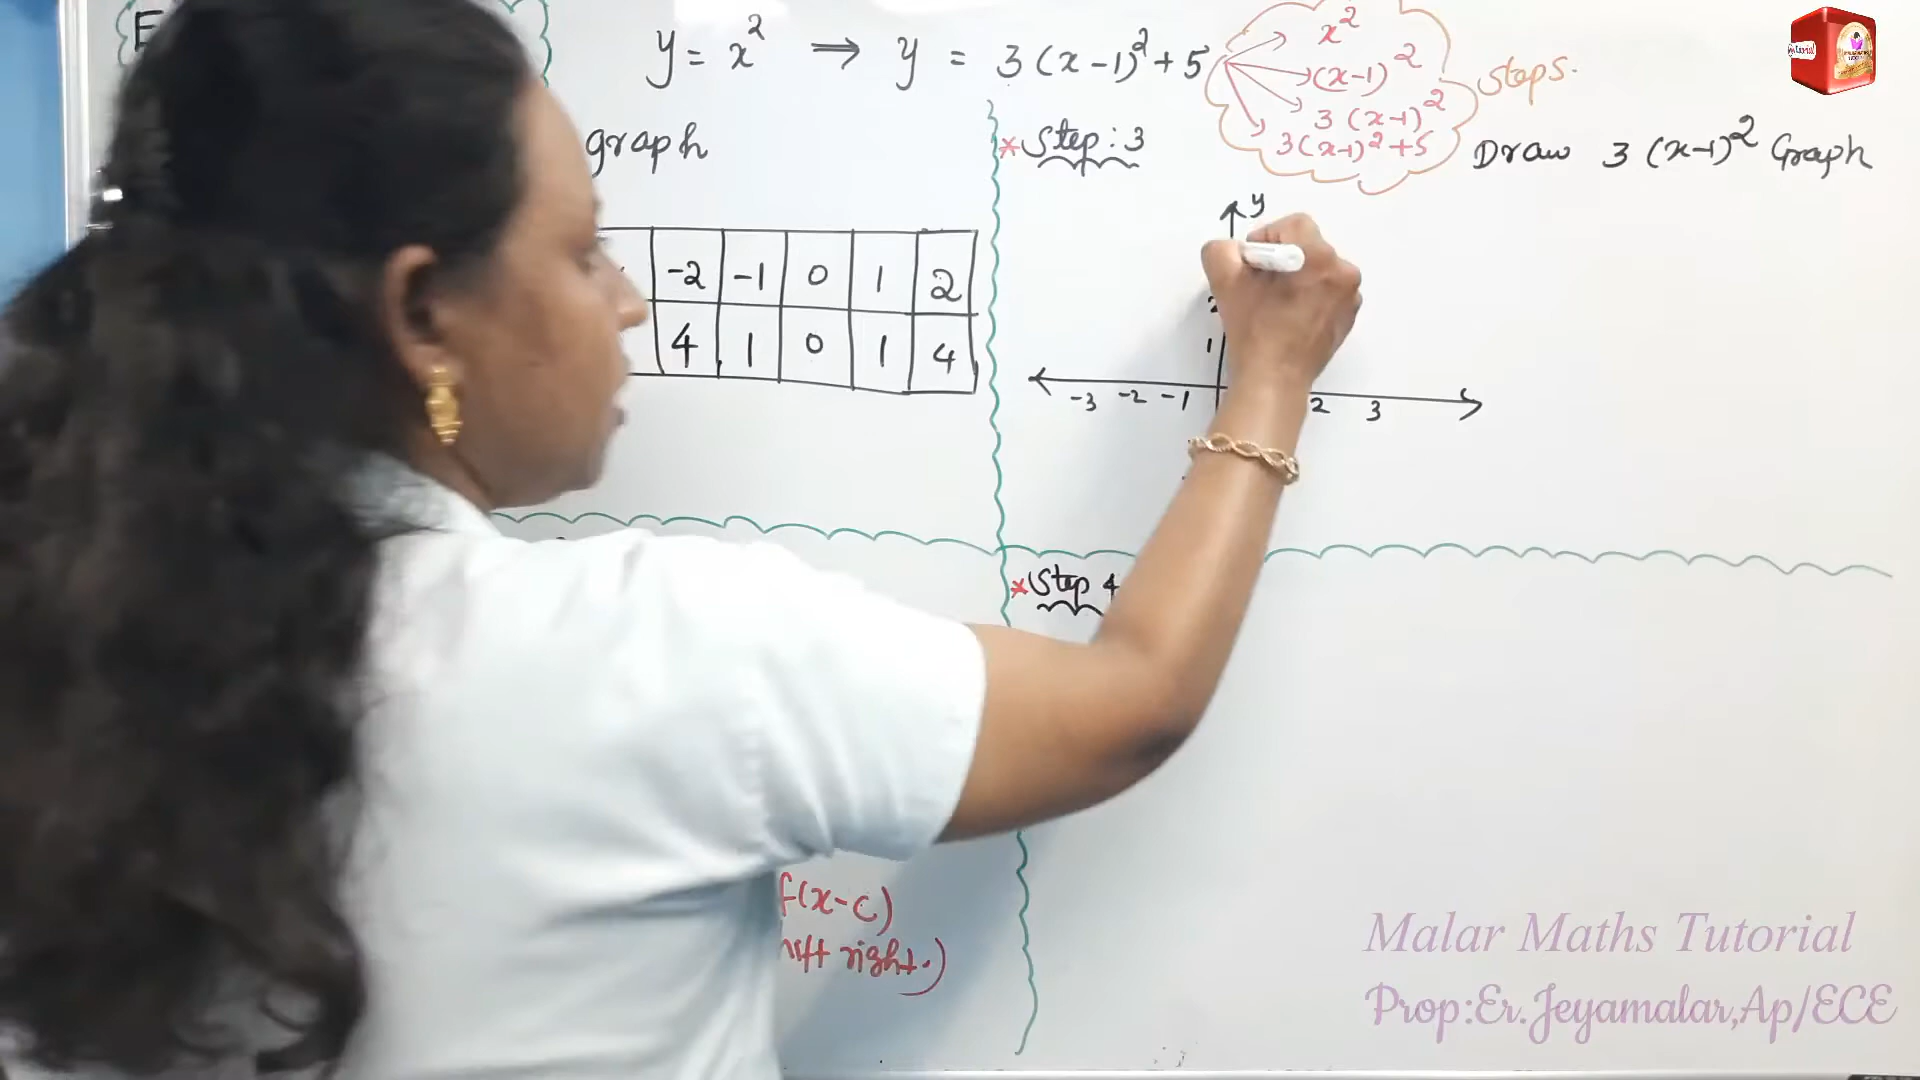 E
y = x² ⇒ y = 3(x-1)²+5
x²
(x-1)²
3(x-1)²
3(x-1)²+5
Steps.
graph
-2 -1 0 1 2
4 1 0 1 4
f(x-c)
right.)
*Step:3
Draw 3(x-1)² Graph
y
2
1
-3 -2 -1 2 3
*Step 4
Malar Maths Tutorial
Prop:Er.Jeyamalar,Ap/ECE